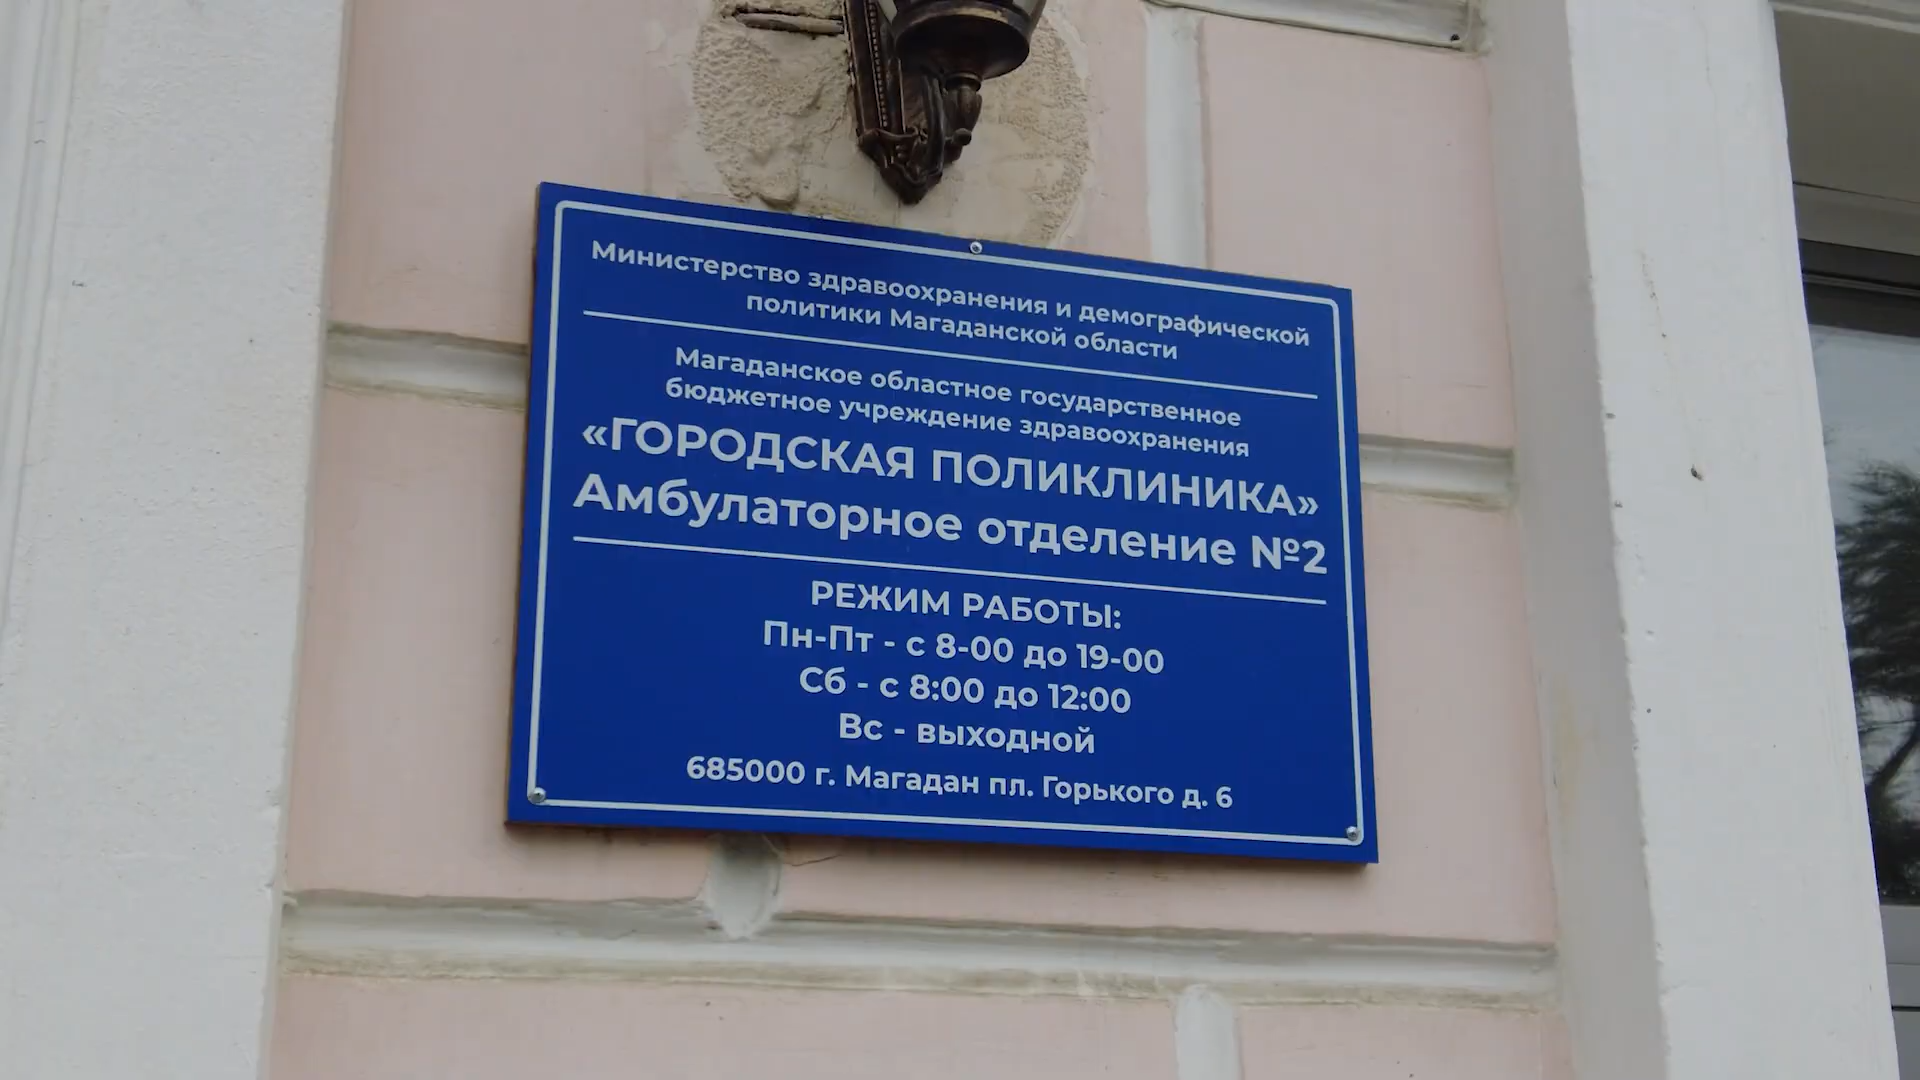 Министерство здравоохранения и демографической
политики Магаданской области
Магаданское областное государственное
бюджетное учреждение здравоохранения
«ГОРОДСКАЯ ПОЛИКЛИНИКА»
Амбулаторное отделение №2
РЕЖИМ РАБОТЫ:
Пн-Пт - с 8-00 до 19-00
Сб - с 8:00 до 12:00
Вс - выходной
685000 г. Магадан пл. Горького д. 6